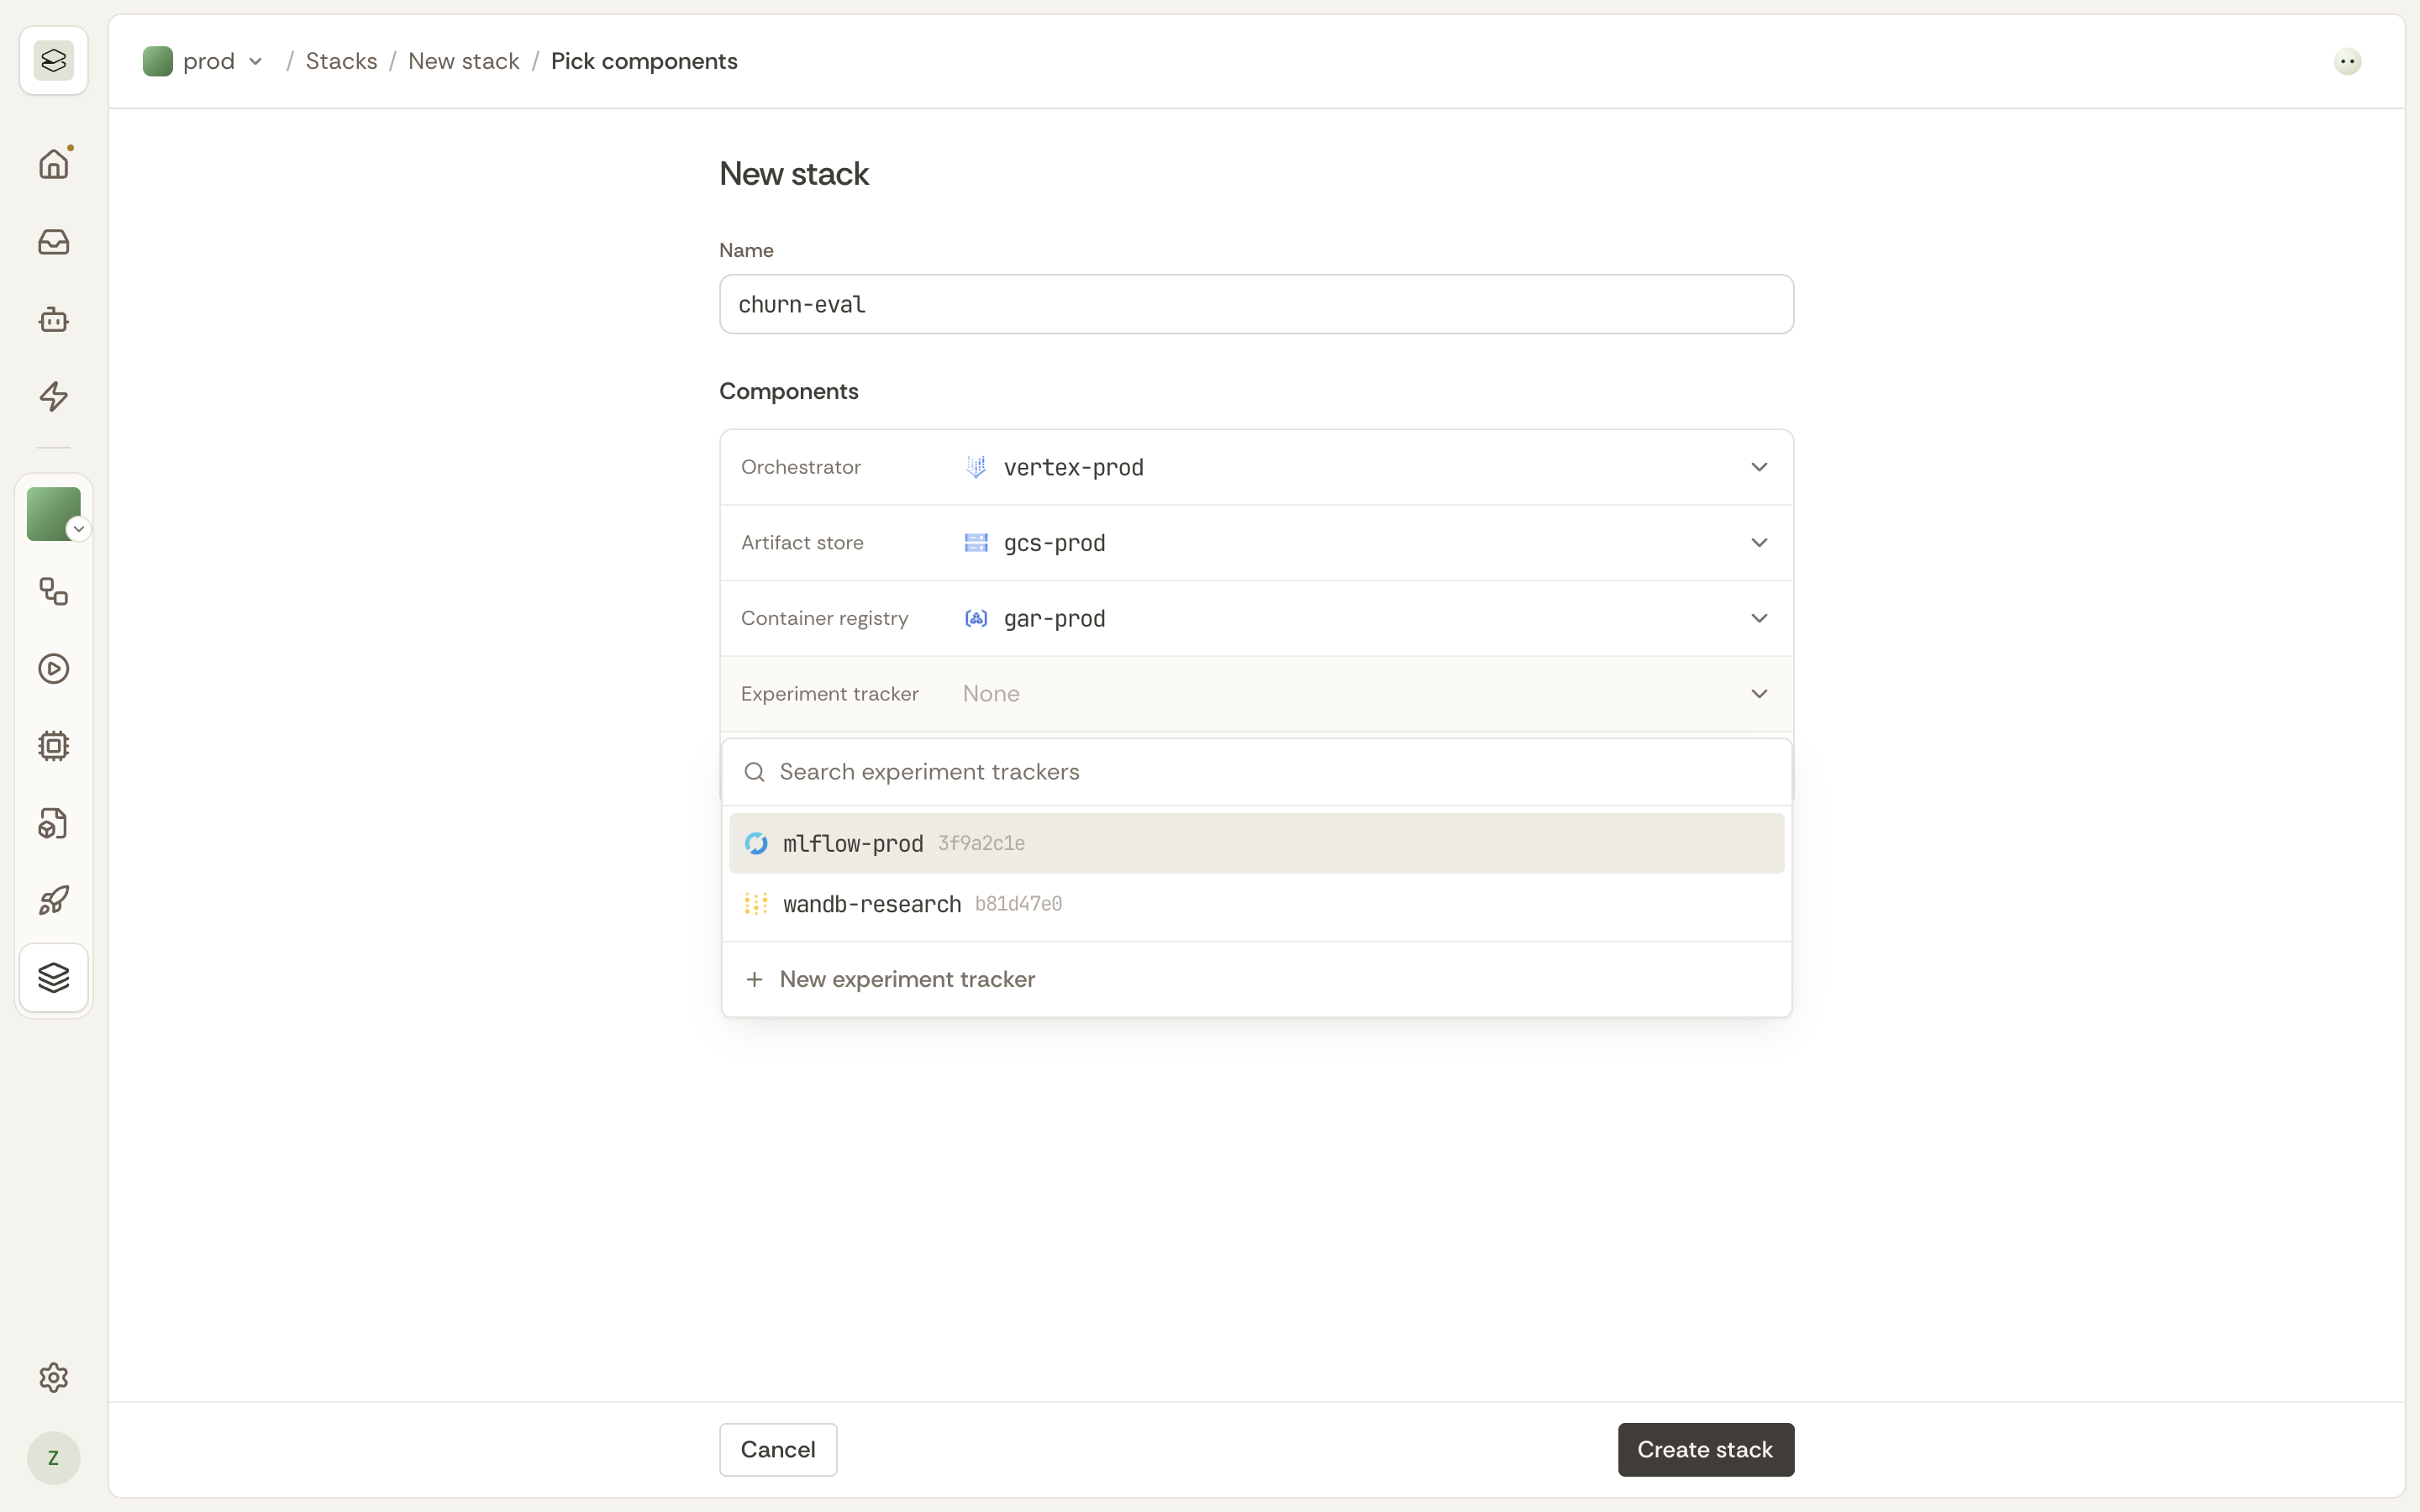 prod / Stacks / New stack / Pick components
New stack
Name
churn-eval
Components
Orchestrator vertex-prod
Artifact store gcs-prod
Container registry gar-prod
Experiment tracker None
Search experiment trackers
mlflow-prod 3f9a2c1e
wandb-research b81d47e0
New experiment tracker
Z
Cancel Create stack